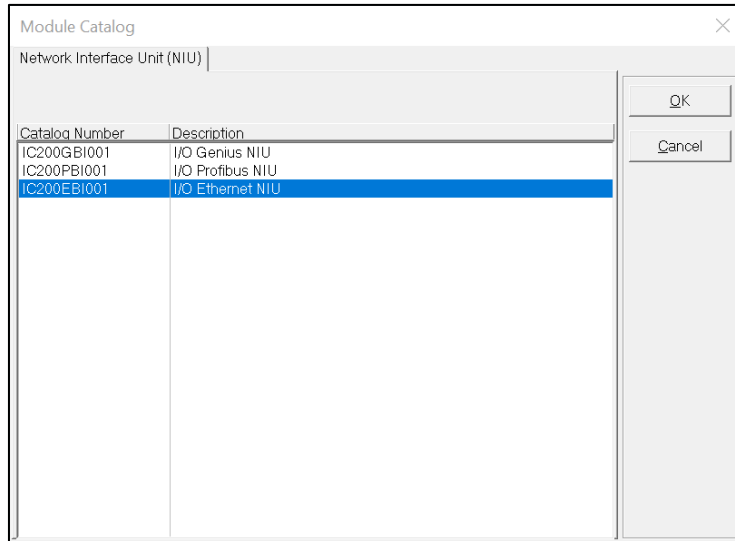 Module Catalog
Network Interface Unit (NIU)
OK
Cancel
Catalog Number Description
IC200GBI001 I/O Genius NIU
IC200PBI001 I/O Profibus NIU
IC200EBI001 I/O Ethernet NIU